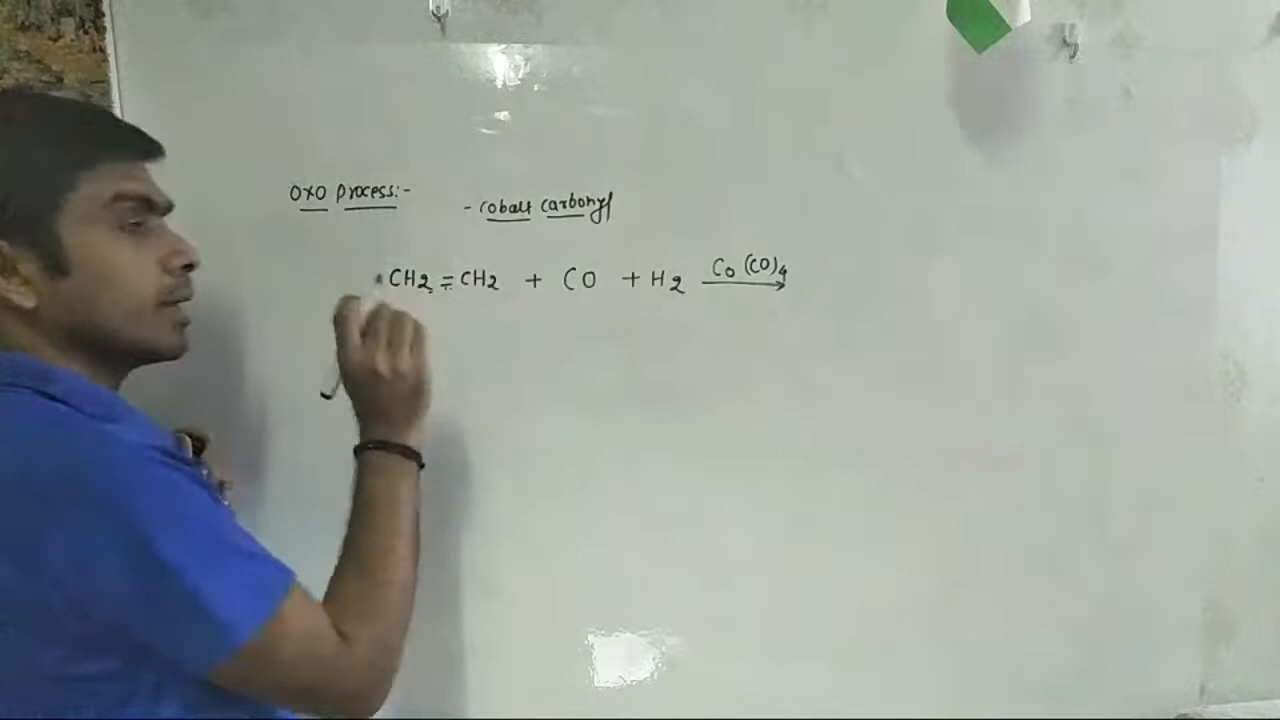 OXO Process:-
- Cobalt Carbonyl
CH2=CH2 + CO + H2 Co(CO)4